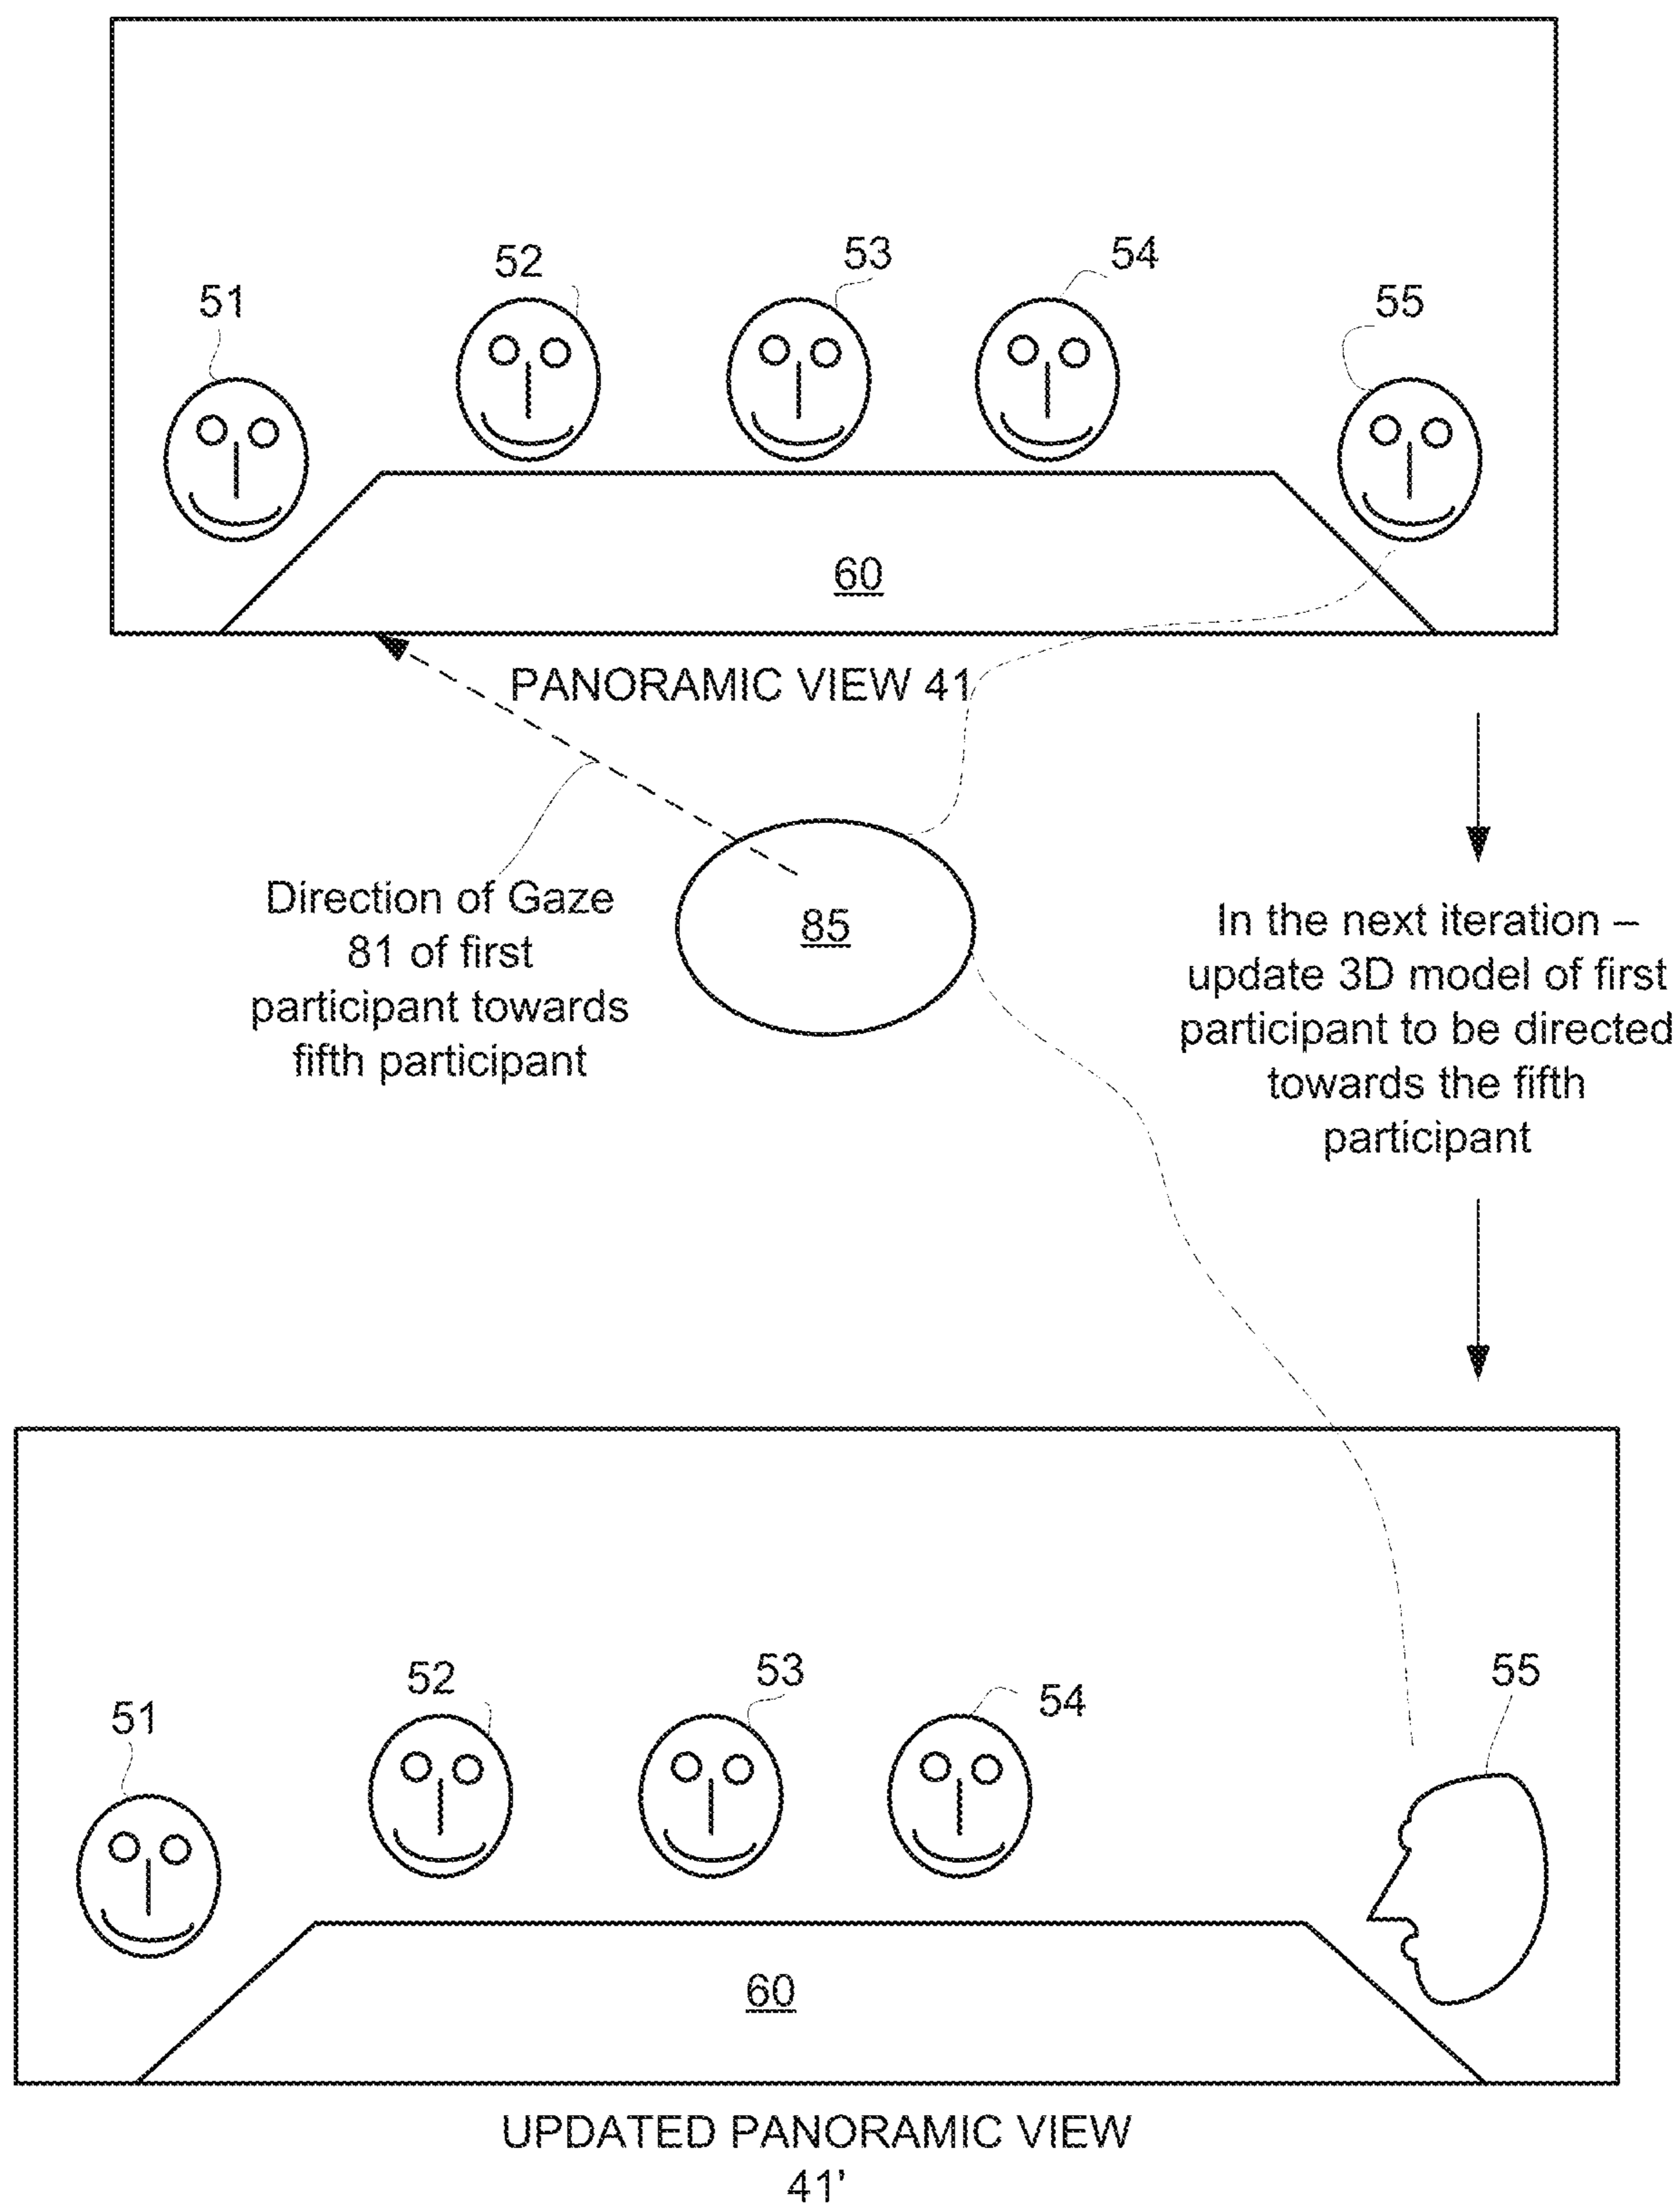 51
52
53
54
55
60
PANORAMIC VIEW 41
Direction of Gaze
81 of first
participant towards
fifth participant
85
In the next iteration –
update 3D model of first
participant to be directed
towards the fifth
participant
51
52
53
54
55
60
UPDATED PANORAMIC VIEW
41'